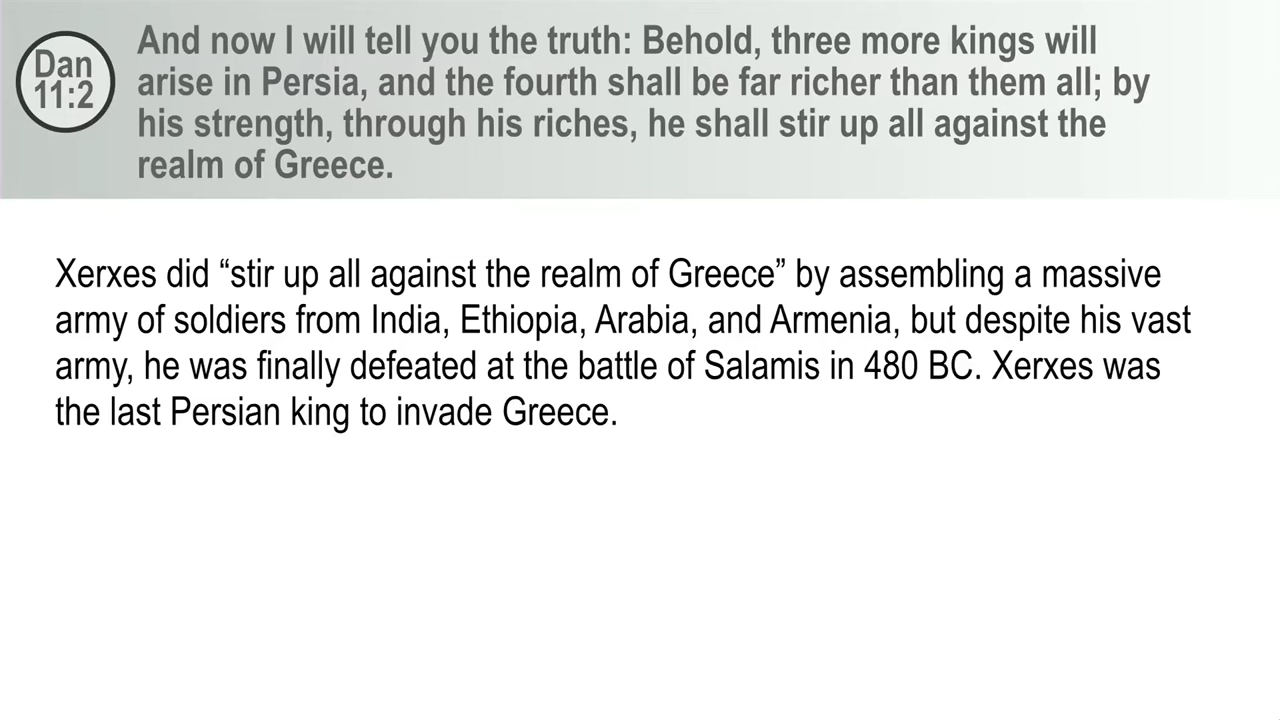 Dan
11:2
And now I will tell you the truth: Behold, three more kings will
arise in Persia, and the fourth shall be far richer than them all; by
his strength, through his riches, he shall stir up all against the
realm of Greece.
Xerxes did “stir up all against the realm of Greece” by assembling a massive
army of soldiers from India, Ethiopia, Arabia, and Armenia, but despite his vast
army, he was finally defeated at the battle of Salamis in 480 BC. Xerxes was
the last Persian king to invade Greece.